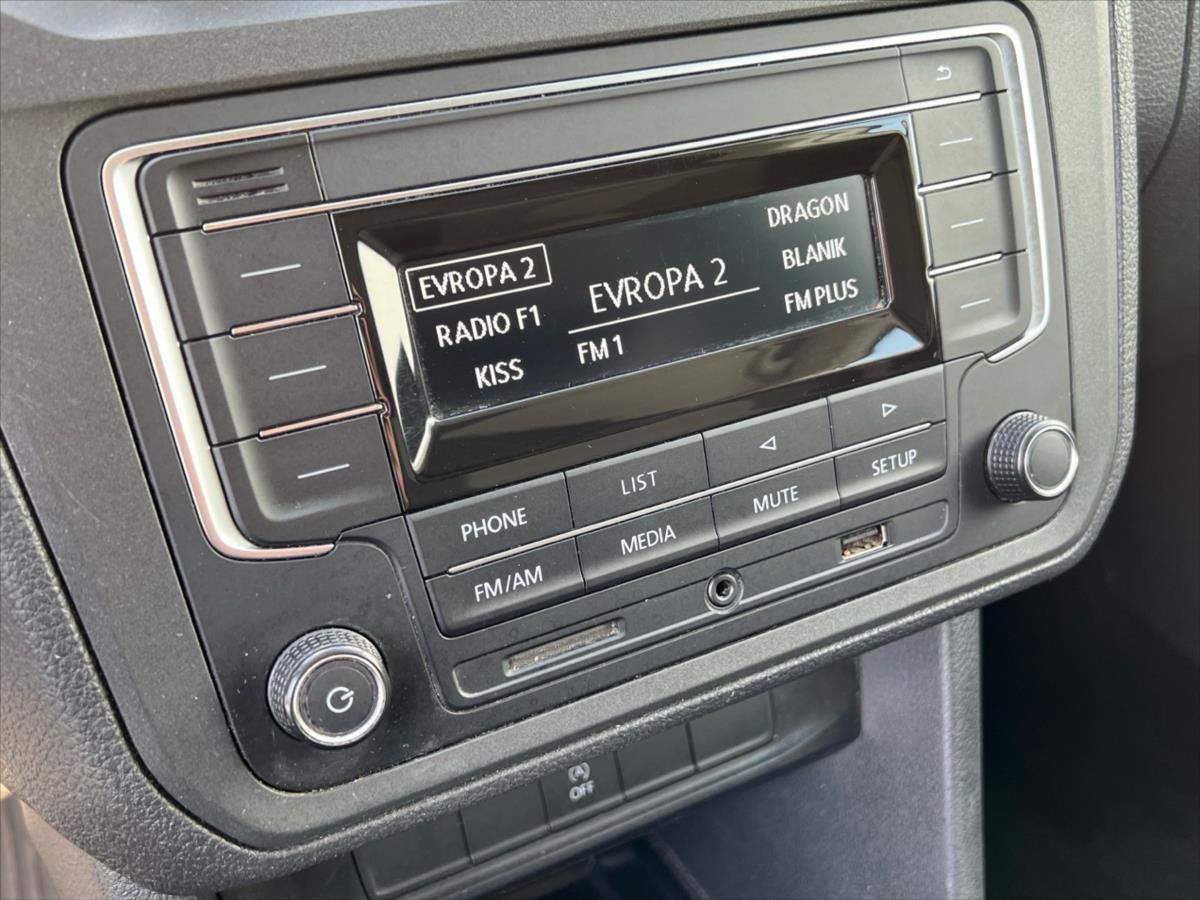 EVROPA 2
RADIO F1
KISS
EVROPA 2
FM 1
DRAGON
BLANIK
FM PLUS
PHONE
LIST
FM/AM
MEDIA
MUTE
SETUP
(A)
OFF